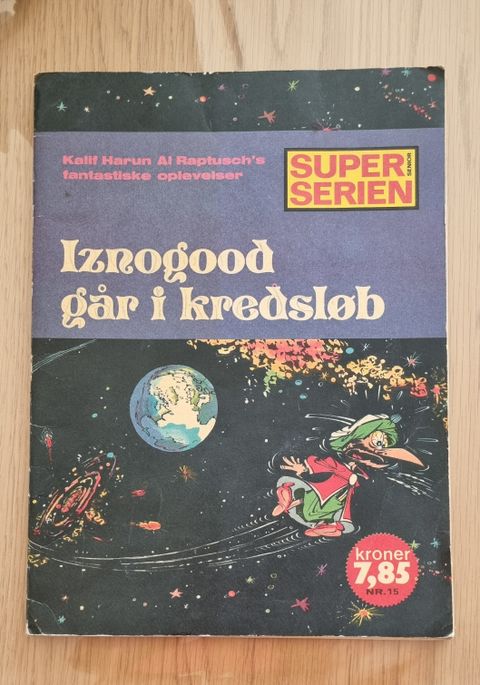 Kalif Harun Al Raptusch's
fantastiske oplevelser
SUPER
SERIEN
SENIOR
Iznogood
går i kredsløb
kroner
7,85
NR. 15